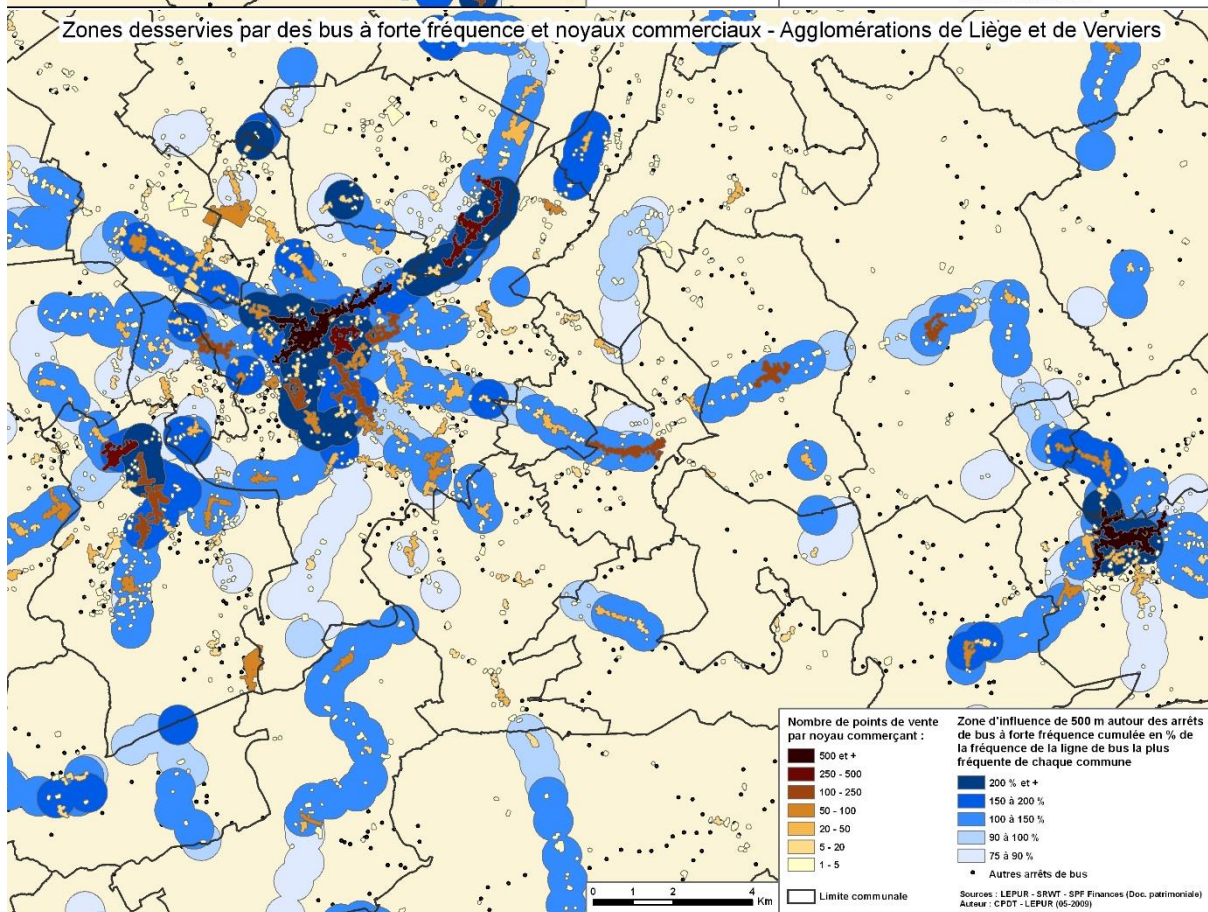 Zones desservies par des bus à forte fréquence et noyaux commerciaux - Agglomérations de Liège et de Verviers
Nombre de points de vente
par noyau commerçant :
500 et +
250 - 500
100 - 250
50 - 100
20 - 50
5 - 20
1 - 5
Limite communale
Zone d'influence de 500 m autour des arrêts
de bus à forte fréquence cumulée en % de
la fréquence de la ligne de bus la plus
fréquente de chaque commune
200 % et +
150 à 200 %
100 à 150 %
90 à 100 %
75 à 90 %
Autres arrêts de bus
0 1 2 4
Km
Sources : LEPUR - SRWT - SPF Finances (Doc. patrimoniale)
Auteur : CPDT - LEPUR (05-2009)